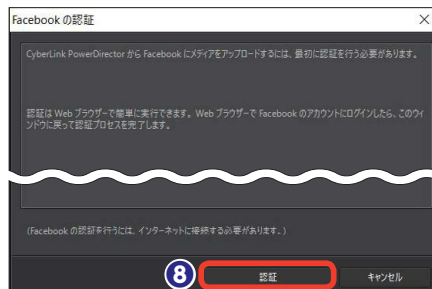 Facebook の認証
CyberLink PowerDirector から Facebook にメディアをアップロードするには、最初に認証を行う必要があります。
認証は Web ブラウザーで簡単に実行できます。 Web ブラウザーで Facebook のアカウントにログインしたら、このウィ
ンドウに戻って認証プロセスを完了します。
(Facebook の認証を行うには、インターネットに接続する必要があります。)
8 認証 キャンセル